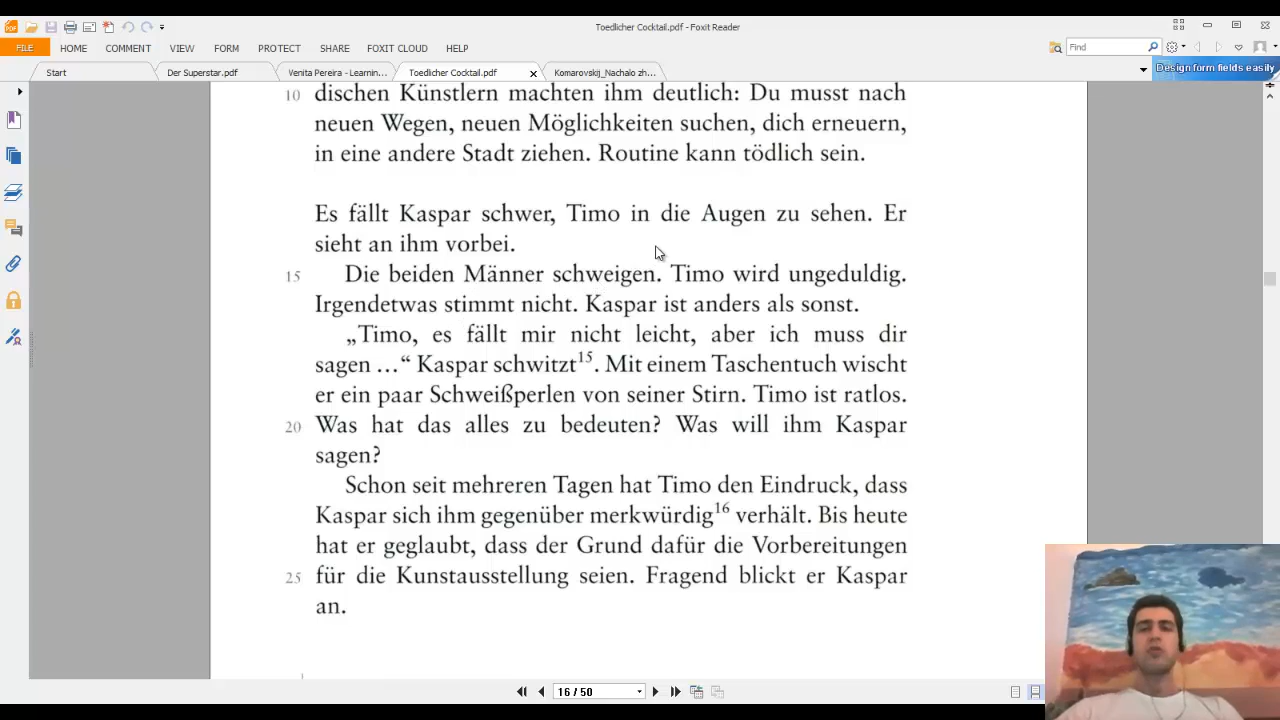 Toedlicher Cocktail.pdf - Foxit Reader
FILE HOME COMMENT VIEW FORM PROTECT SHARE FOXIT CLOUD HELP
Find
Start Der Superstar.pdf Venita Pereira - Learnin... Toedlicher Cocktail.pdf Komarovskij_Nachalo zh...
Design form fields easily
10 dischen Künstlern machten ihm deutlich: Du musst nach
neuen Wegen, neuen Möglichkeiten suchen, dich erneuern,
in eine andere Stadt ziehen. Routine kann tödlich sein.
Es fällt Kaspar schwer, Timo in die Augen zu sehen. Er
sieht an ihm vorbei.
15 Die beiden Männer schweigen. Timo wird ungeduldig.
Irgendetwas stimmt nicht. Kaspar ist anders als sonst.
„Timo, es fällt mir nicht leicht, aber ich muss dir
sagen …“ Kaspar schwitzt15. Mit einem Taschentuch wischt
er ein paar Schweißperlen von seiner Stirn. Timo ist ratlos.
20 Was hat das alles zu bedeuten? Was will ihm Kaspar
sagen?
Schon seit mehreren Tagen hat Timo den Eindruck, dass
Kaspar sich ihm gegenüber merkwürdig16 verhält. Bis heute
hat er geglaubt, dass der Grund dafür die Vorbereitungen
25 für die Kunstausstellung seien. Fragend blickt er Kaspar
an.
16 / 50